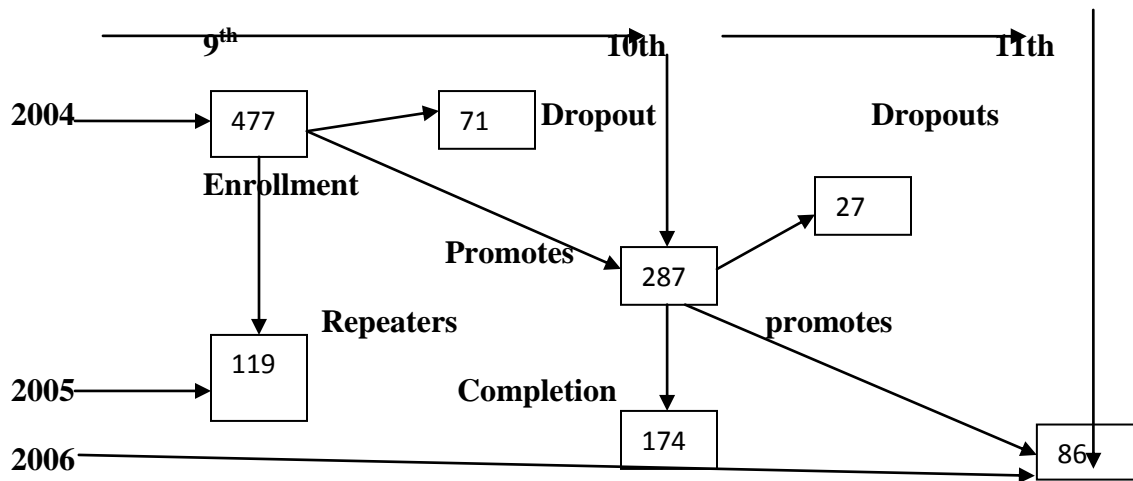 9th 10th 11th
2004 477 71 Dropout Dropouts
Enrollment
27
Promotes
287
Repeaters promotes
119
2005 Completion
174
2006 86